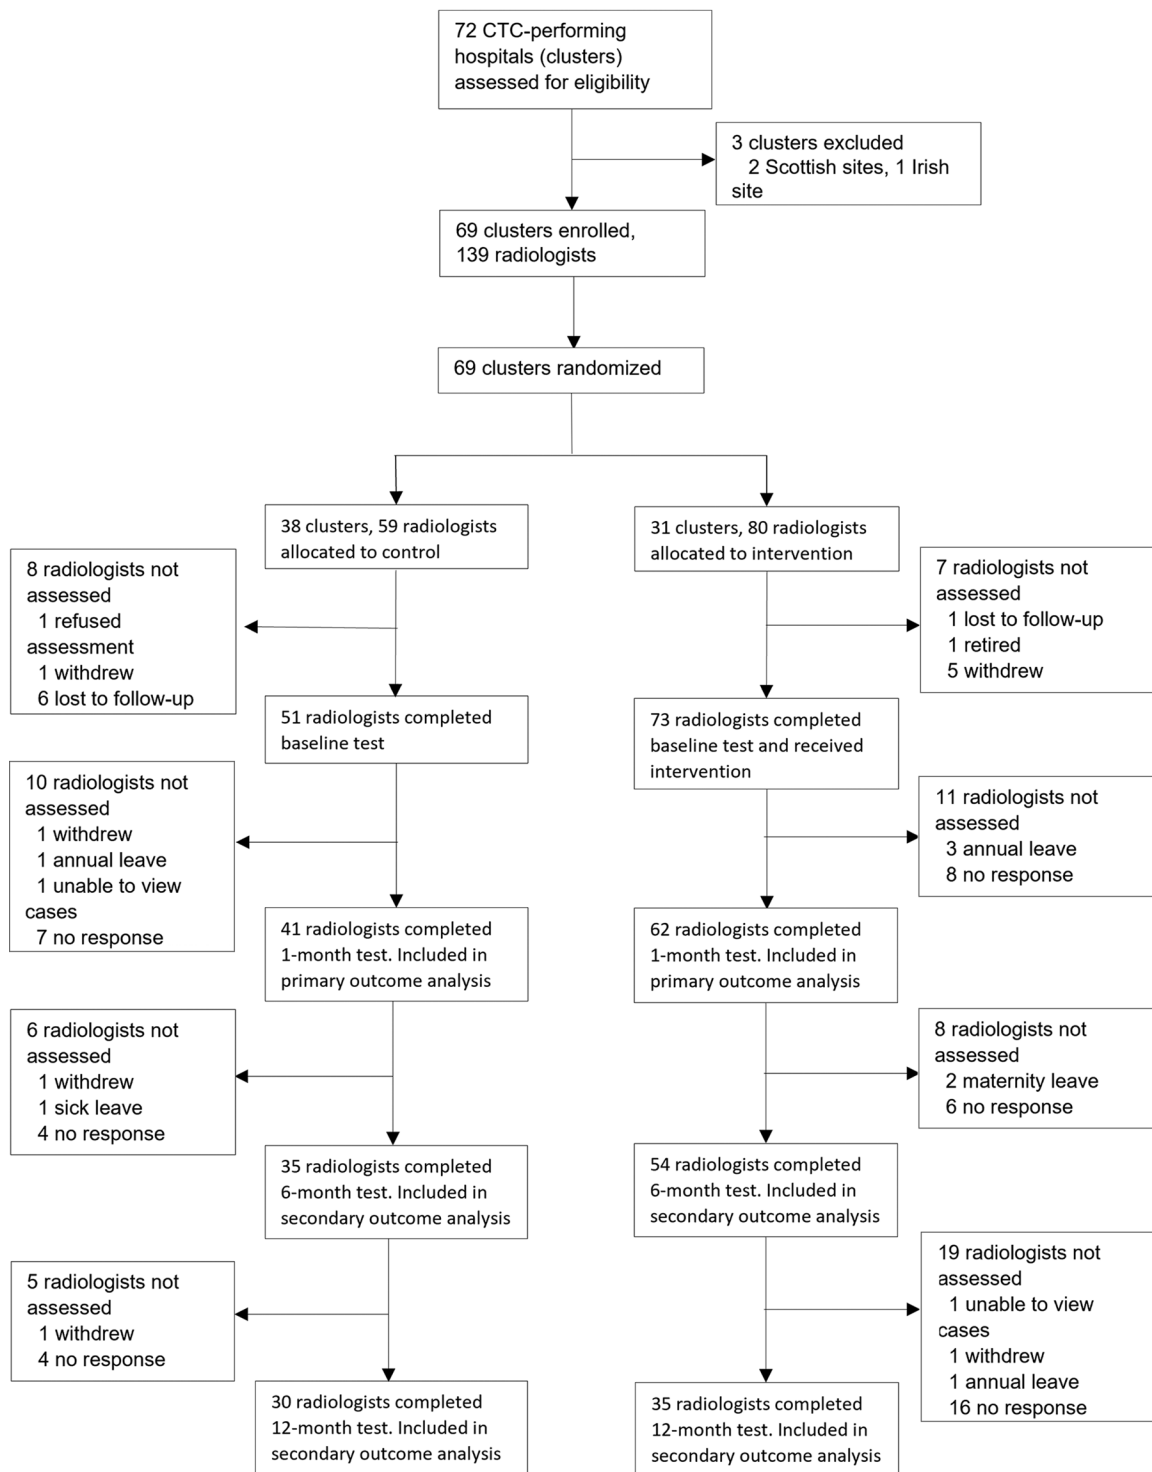 72 CTC-performing
hospitals (clusters)
assessed for eligibility
3 clusters excluded
2 Scottish sites, 1 Irish
site
69 clusters enrolled,
139 radiologists
69 clusters randomized
38 clusters, 59 radiologists
allocated to control
31 clusters, 80 radiologists
allocated to intervention
8 radiologists not
assessed
1 refused
assessment
1 withdrew
6 lost to follow-up
7 radiologists not
assessed
1 lost to follow-up
1 retired
5 withdrew
51 radiologists completed
baseline test
73 radiologists completed
baseline test and received
intervention
10 radiologists not
assessed
1 withdrew
1 annual leave
1 unable to view
cases
7 no response
11 radiologists not
assessed
3 annual leave
8 no response
41 radiologists completed
1-month test. Included in
primary outcome analysis
62 radiologists completed
1-month test. Included in
primary outcome analysis
6 radiologists not
assessed
1 withdrew
1 sick leave
4 no response
8 radiologists not
assessed
2 maternity leave
6 no response
35 radiologists completed
6-month test. Included in
secondary outcome analysis
54 radiologists completed
6-month test. Included in
secondary outcome analysis
5 radiologists not
assessed
1 withdrew
4 no response
19 radiologists not
assessed
1 unable to view
cases
1 withdrew
1 annual leave
16 no response
30 radiologists completed
12-month test. Included in
secondary outcome analysis
35 radiologists completed
12-month test. Included in
secondary outcome analysis